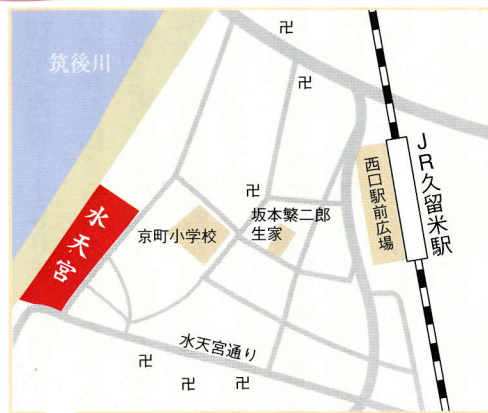 筑後川
卍
卍
JR久留米駅
西口駅前広場
卍
坂本繁二郎
生家
京町小学校
水天宮
水天宮通り
卍
卍
卍